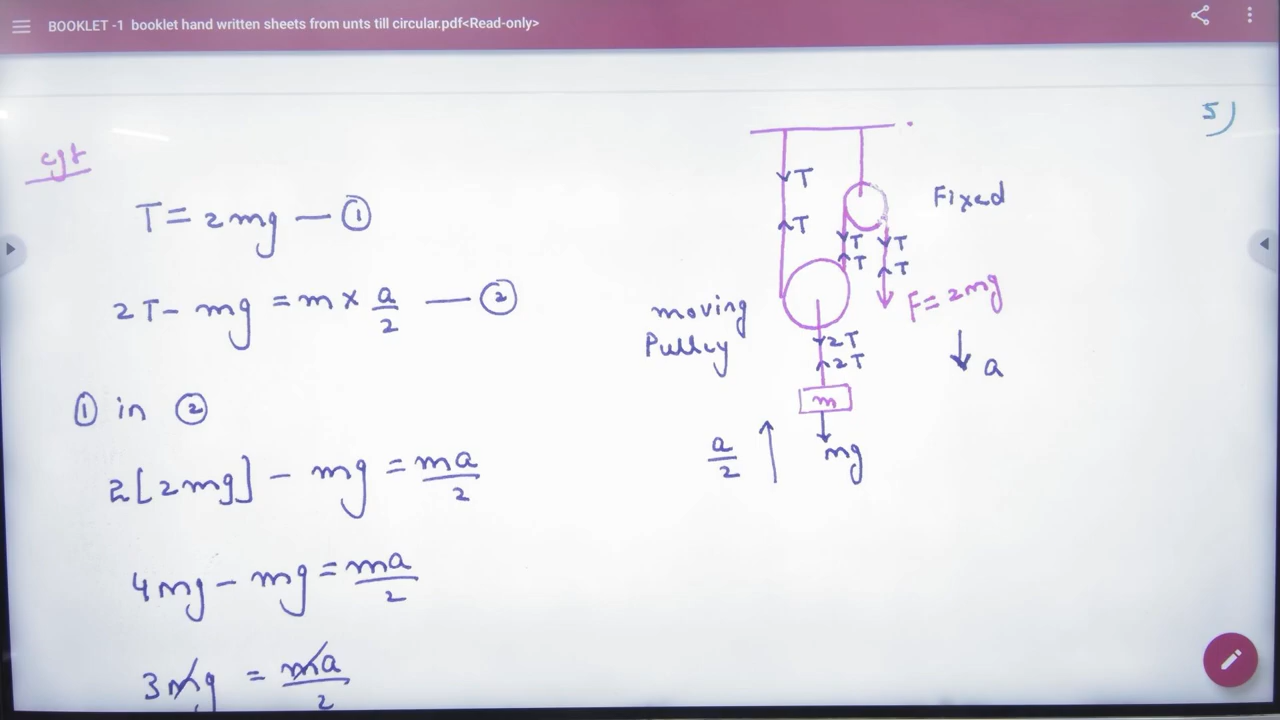 BOOKLET -1 booklet hand written sheets from unts till circular.pdf<Read-only>
5)
cgt
T = 2mg — ①
2T - mg = m × a/2 — ②
① in ②
2[2mg] - mg = ma/2
4mg - mg = ma/2
3mg = ma/2
T
T
Fixed
T
T
T
T
F = 2mg
moving
Pulley
2T
2T
a
m
a/2
mg